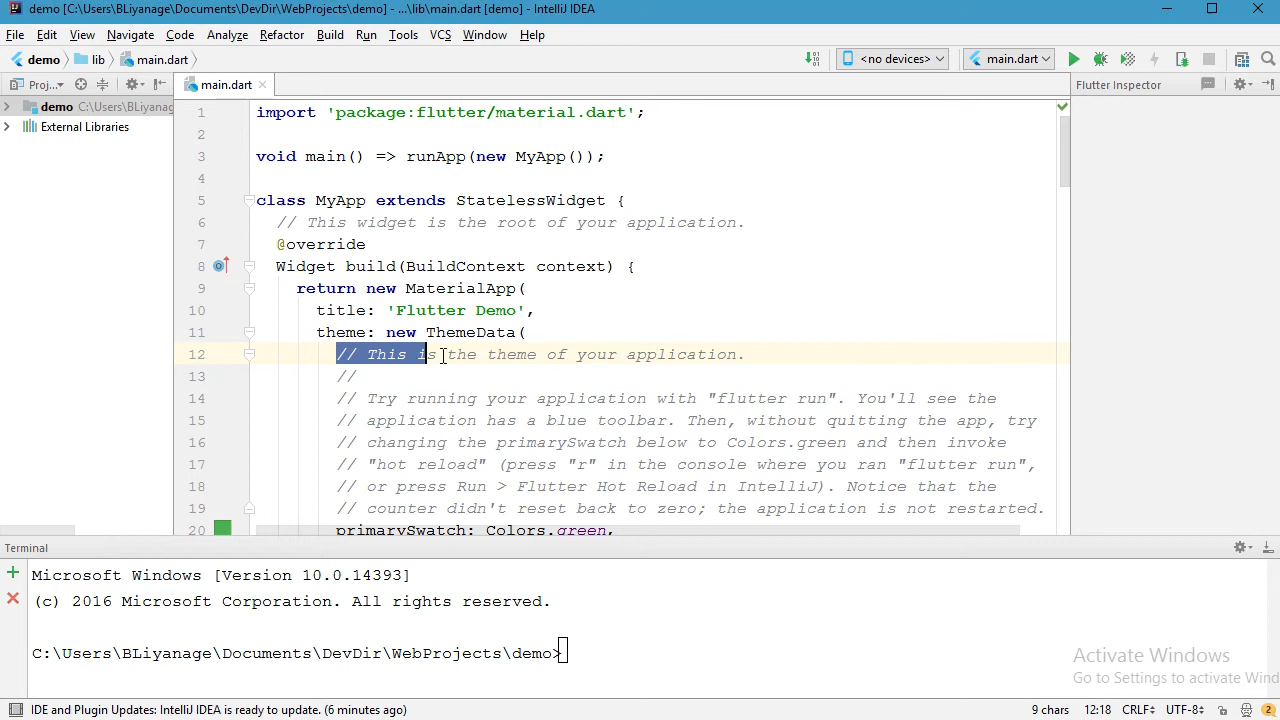 demo [C:\Users\BLiyanage\Documents\DevDir\WebProjects\demo] - ...\lib\main.dart [demo] - IntelliJ IDEA
File Edit View Navigate Code Analyze Refactor Build Run Tools VCS Window Help
demo lib main.dart <no devices> main.dart
Proj... main.dart Flutter Inspector
demo C:\Users\BLiyanage
External Libraries
1 import 'package:flutter/material.dart';
2
3 void main() => runApp(new MyApp());
4
5 class MyApp extends StatelessWidget {
6 // This widget is the root of your application.
7 @override
8 Widget build(BuildContext context) {
9 return new MaterialApp(
10 title: 'Flutter Demo',
11 theme: new ThemeData(
12 // This is the theme of your application.
13 //
14 // Try running your application with "flutter run". You'll see the
15 // application has a blue toolbar. Then, without quitting the app, try
16 // changing the primarySwatch below to Colors.green and then invoke
17 // "hot reload" (press "r" in the console where you ran "flutter run",
18 // or press Run > Flutter Hot Reload in IntelliJ). Notice that the
19 // counter didn't reset back to zero; the application is not restarted.
20 primarySwatch: Colors.green,
Terminal
Microsoft Windows [Version 10.0.14393]
(c) 2016 Microsoft Corporation. All rights reserved.
C:\Users\BLiyanage\Documents\DevDir\WebProjects\demo>
Activate Windows
Go to Settings to activate Wind
IDE and Plugin Updates: IntelliJ IDEA is ready to update. (6 minutes ago) 9 chars 12:18 CRLF UTF-8 2